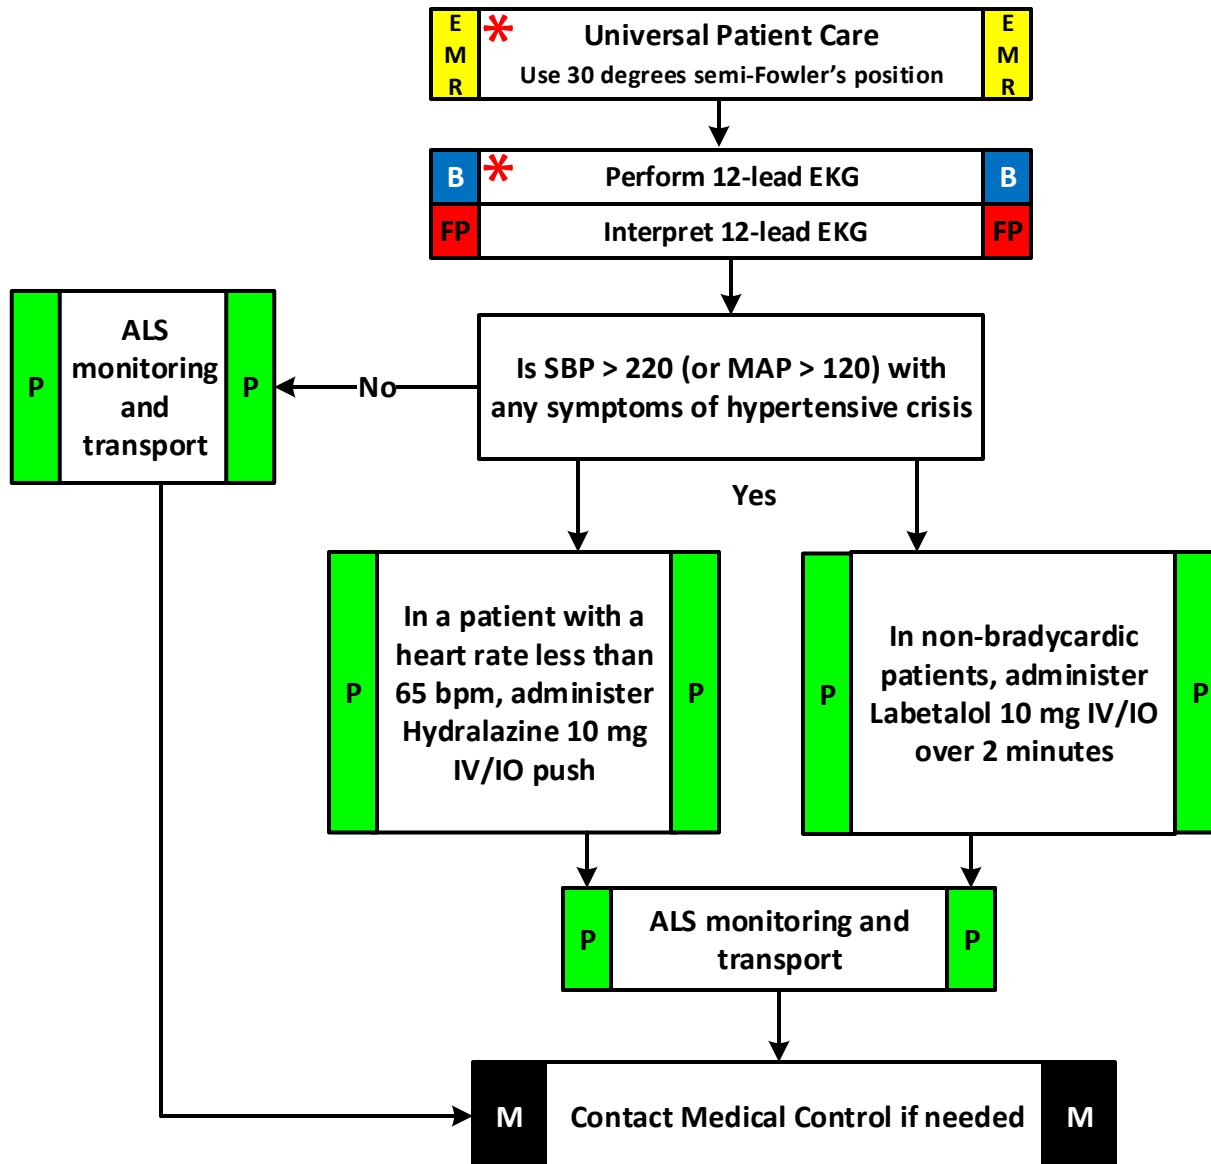 E
M
R
*
Universal Patient Care
Use 30 degrees semi-Fowler's position
E
M
R
B
*
Perform 12-lead EKG
B
FP
Interpret 12-lead EKG
FP
Is SBP > 220 (or MAP > 120) with
any symptoms of hypertensive crisis
No
P
ALS
monitoring
and
transport
P
Yes
P
In a patient with a
heart rate less than
65 bpm, administer
Hydralazine 10 mg
IV/IO push
P
P
In non-bradycardic
patients, administer
Labetalol 10 mg IV/IO
over 2 minutes
P
P
ALS monitoring and
transport
P
M
Contact Medical Control if needed
M